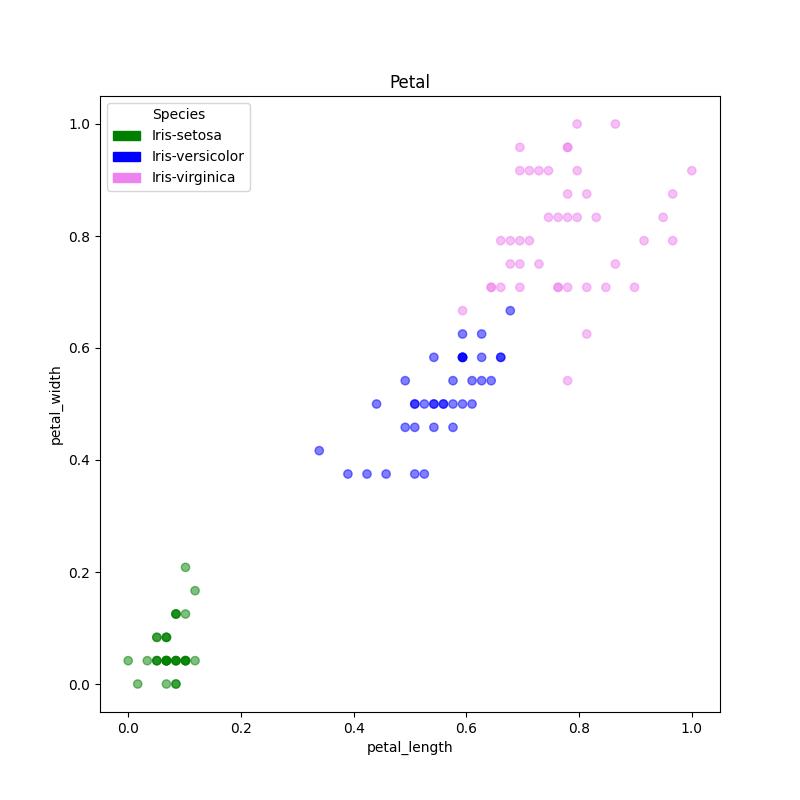 Petal
Species
Iris-setosa
Iris-versicolor
Iris-virginica
1.0
0.8
0.6
0.4
0.2
0.0
petal_width
0.0 0.2 0.4 0.6 0.8 1.0
petal_length